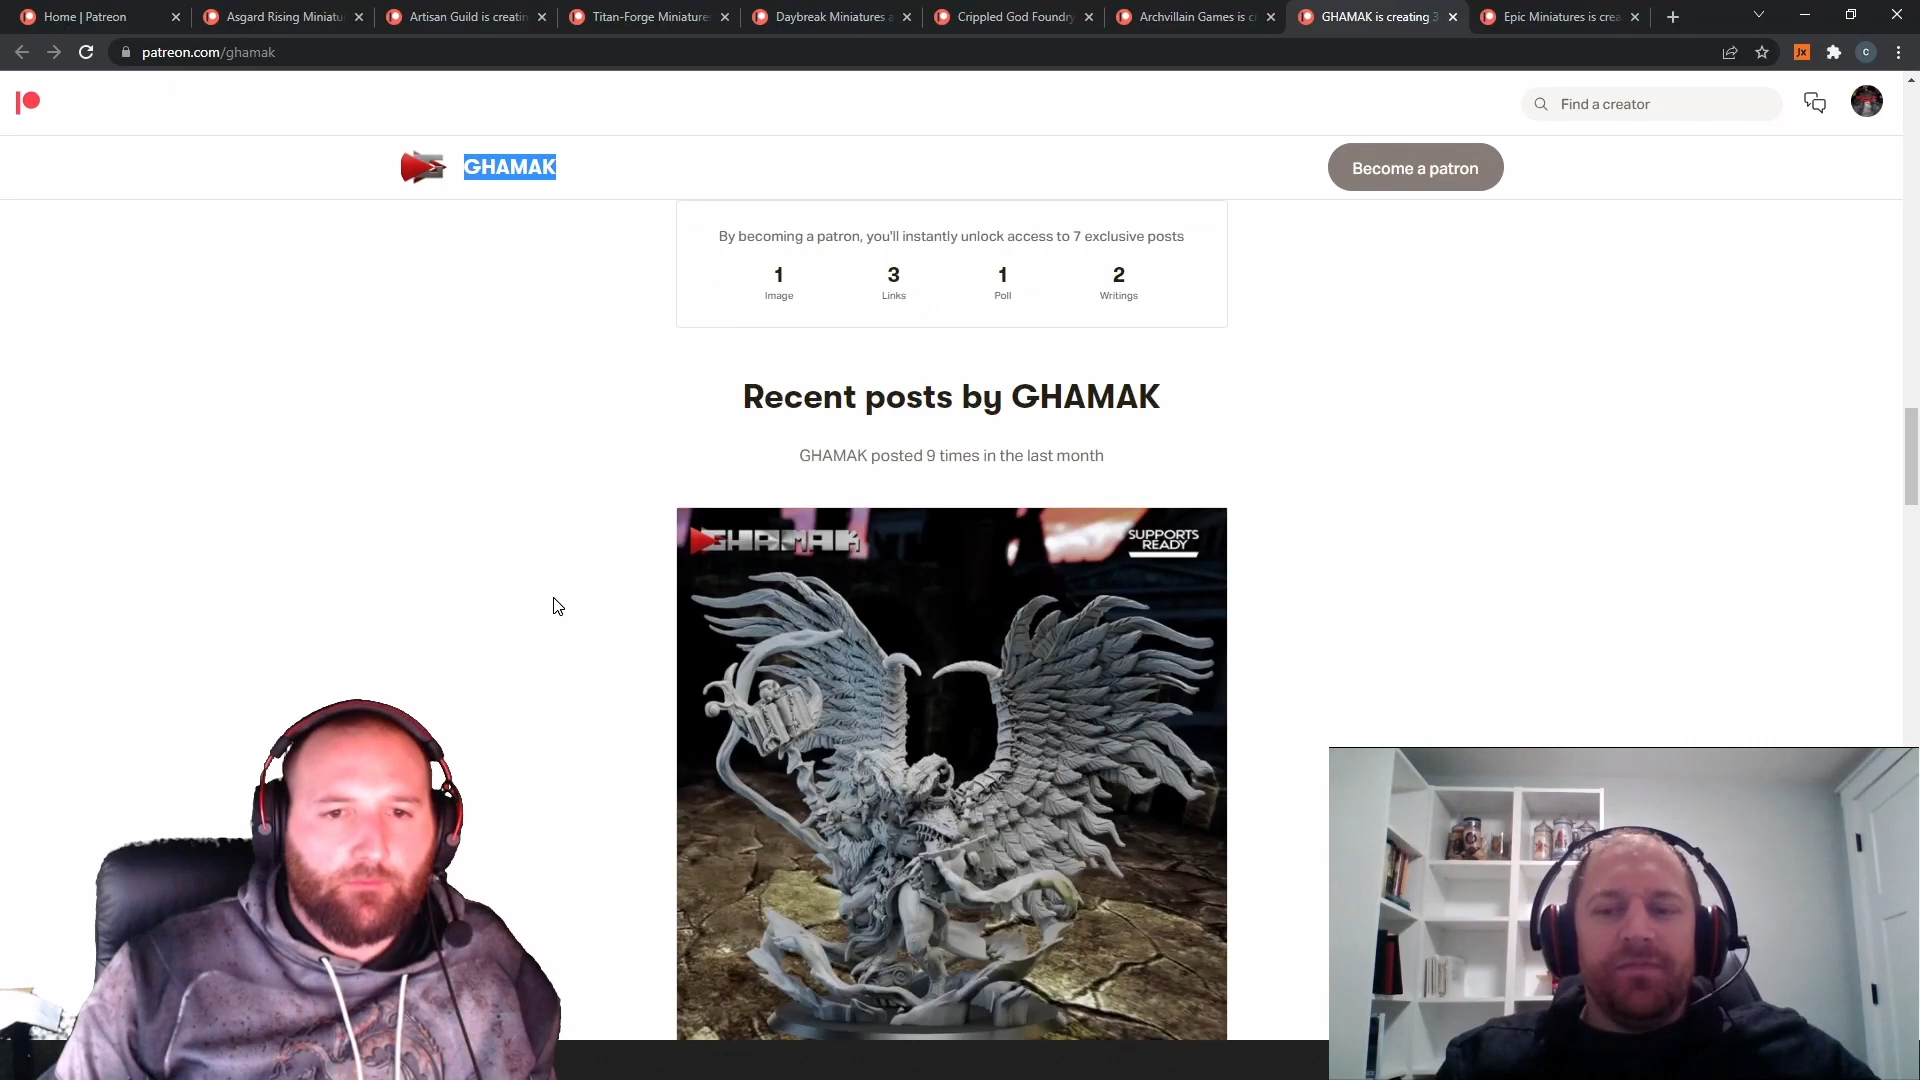 Home | Patreon
Asgard Rising Miniatu
Artisan Guild is creatin
Titan-Forge Miniature
Daybreak Miniatures a
Crippled God Foundry
Archvillain Games is c
GHAMAK is creating 3
Epic Miniatures is crea
patreon.com/ghamak
Jx
C
Find a creator
GHAMAK
Become a patron
By becoming a patron, you'll instantly unlock access to 7 exclusive posts
1 3 1 2
Image Links Poll Writings
Recent posts by GHAMAK
GHAMAK posted 9 times in the last month
GHAMAK
SUPPORTS
READY